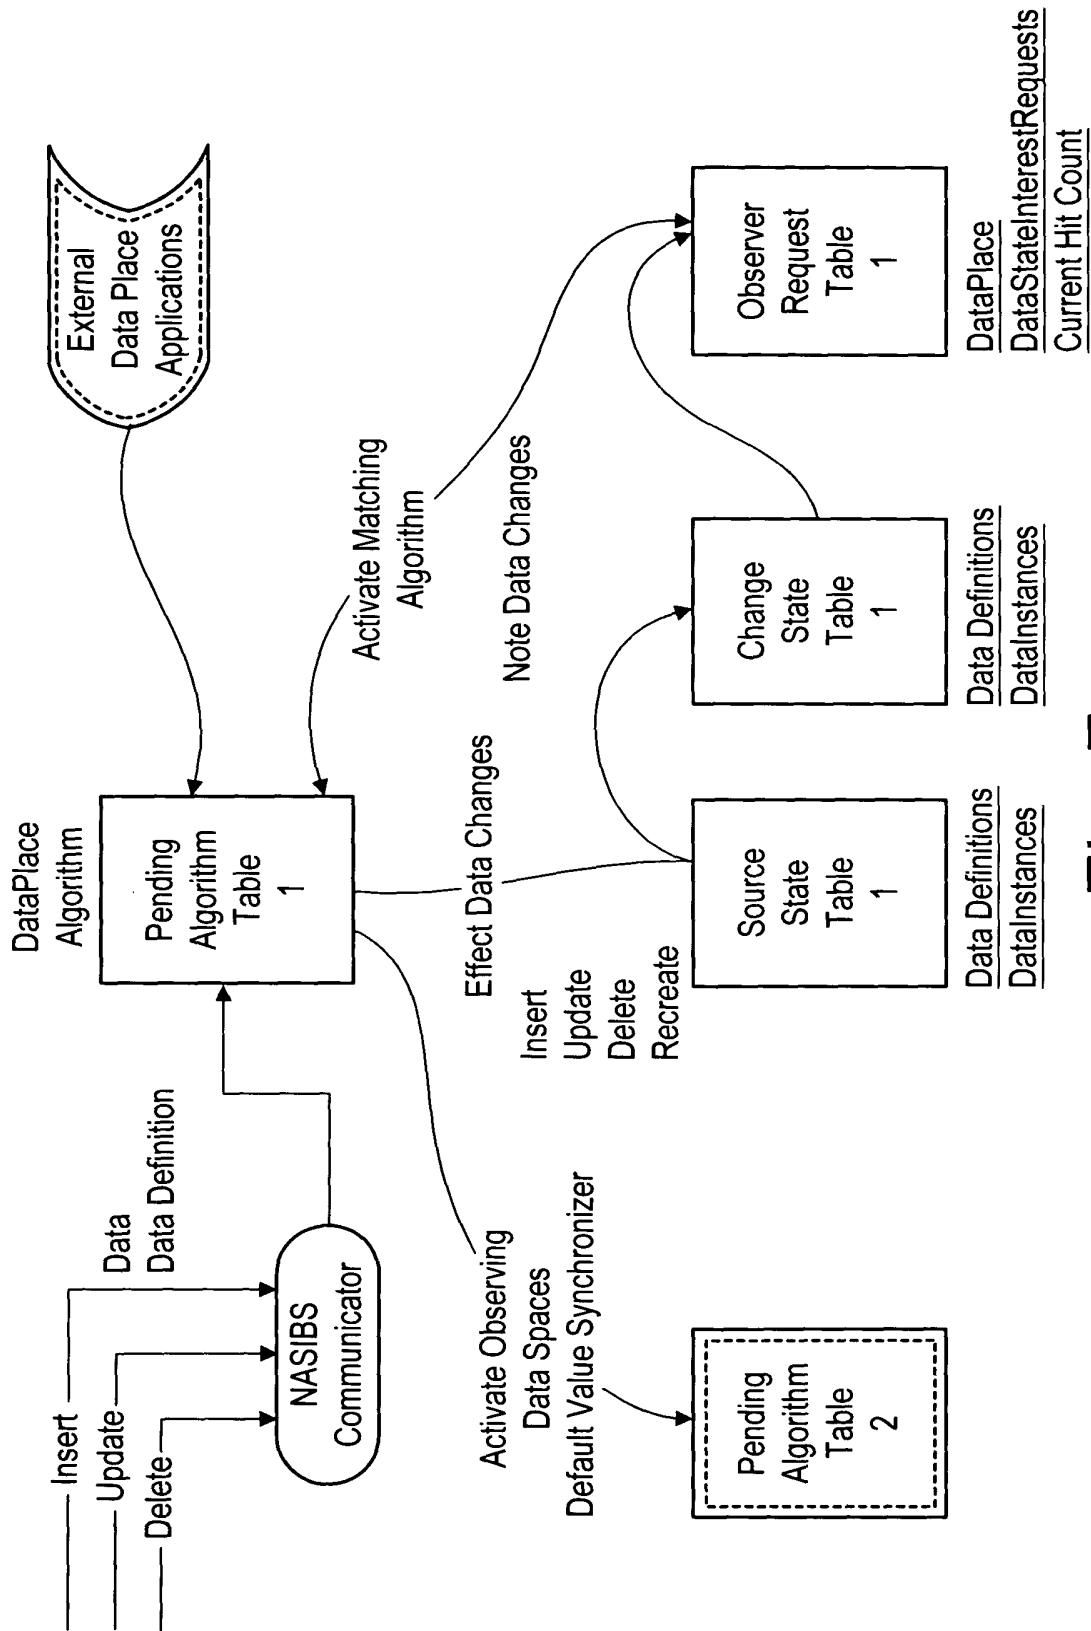 Insert
Update
Delete
Data
Data Definition
NASIBS
Communicator
DataPlace
Algorithm
Pending
Algorithm
Table
1
External
Data Place
Applications
Activate Matching
Algorithm
Note Data Changes
Effect Data Changes
Insert
Update
Delete
Recreate
Activate Observing
Data Spaces
Default Value Synchronizer
Pending
Algorithm
Table
2
Source
State
Table
1
Data Definitions
DataInstances
Change
State
Table
1
Data Definitions
DataInstances
Observer
Request
Table
1
DataPlace
DataStateInterestRequests
Current Hit Count